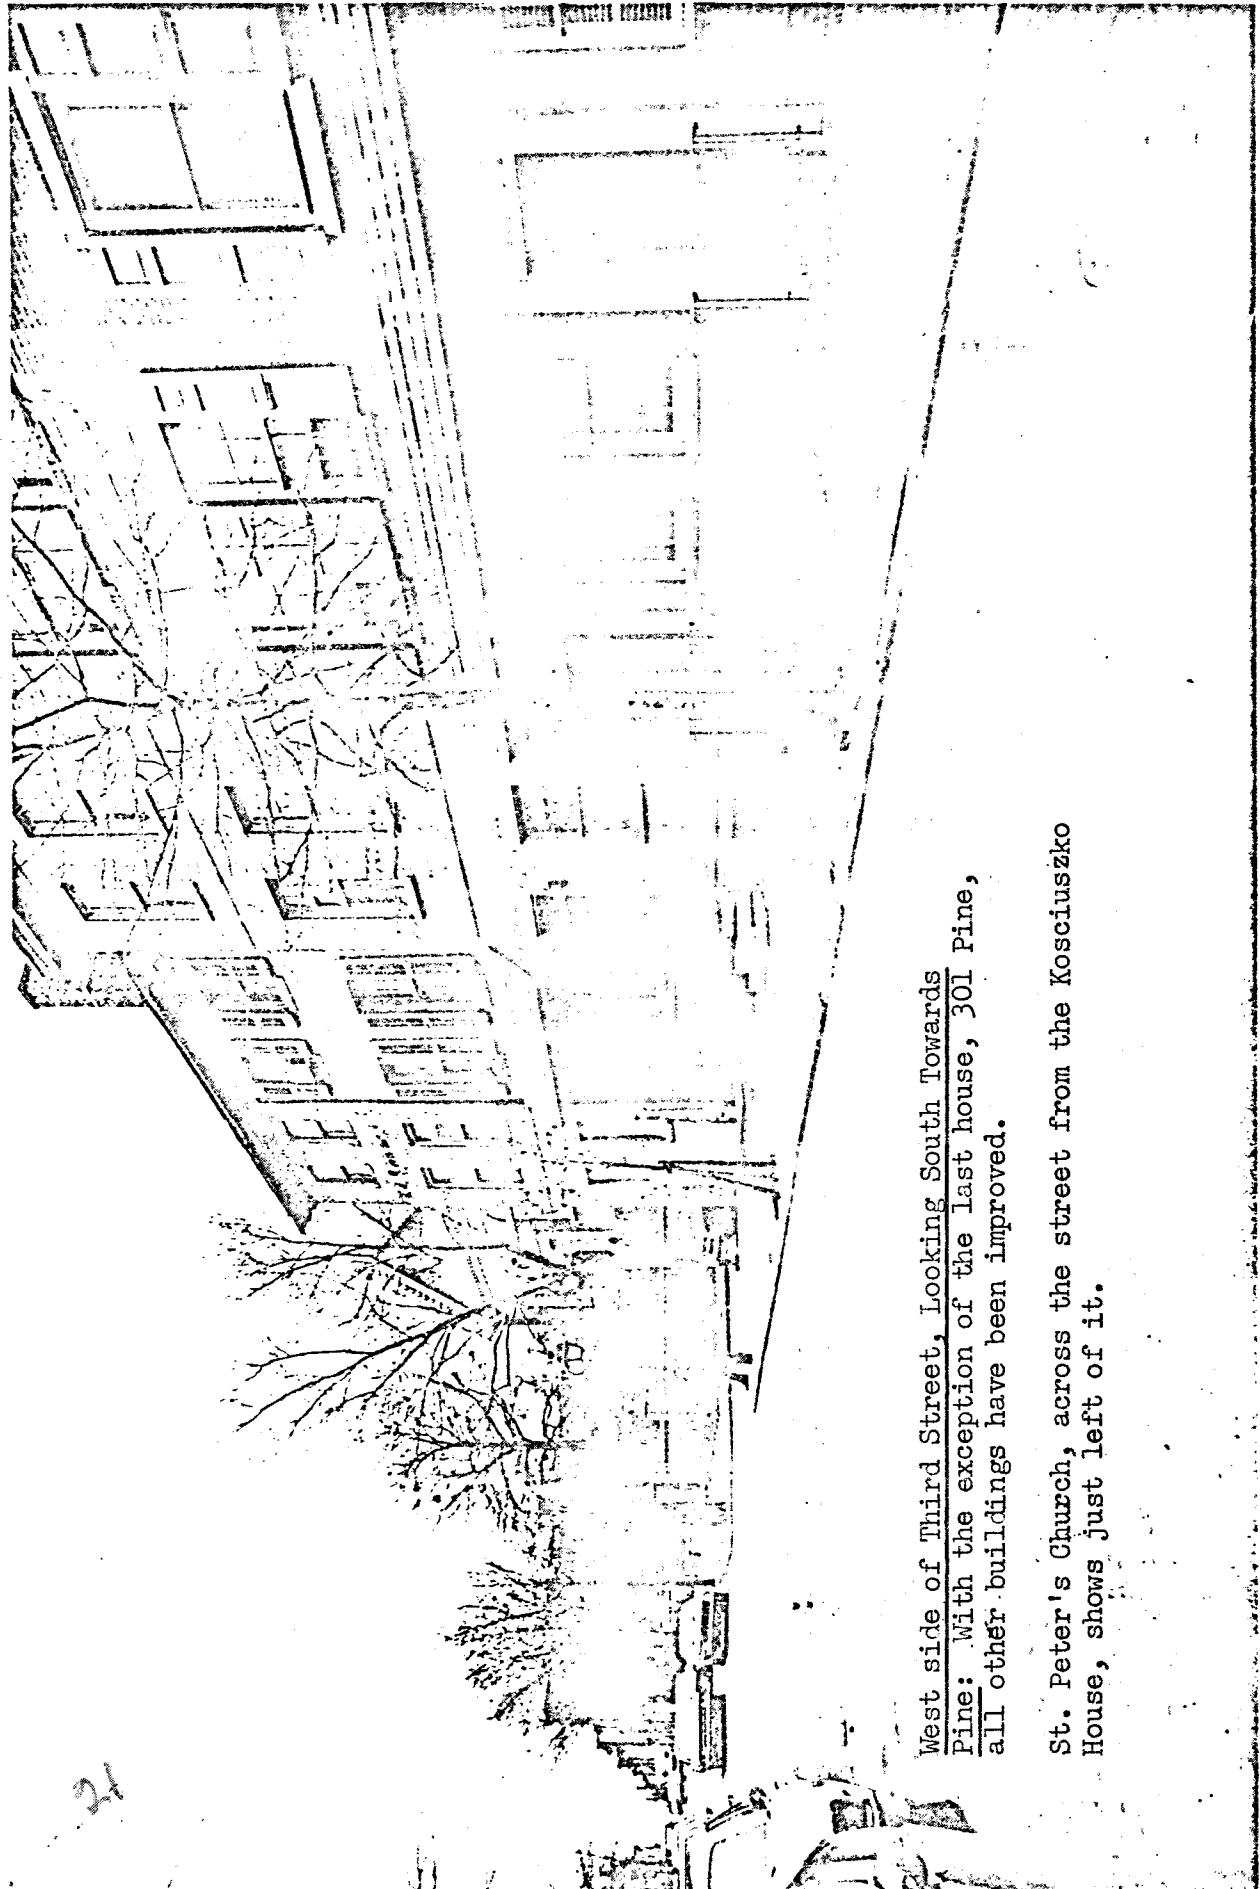 21
West side of Third Street, Looking South Towards
Pine: With the exception of the last house, 301 Pine,
all other buildings have been improved.
St. Peter's Church, across the street from the Kosciuszko
House, shows just left of it.